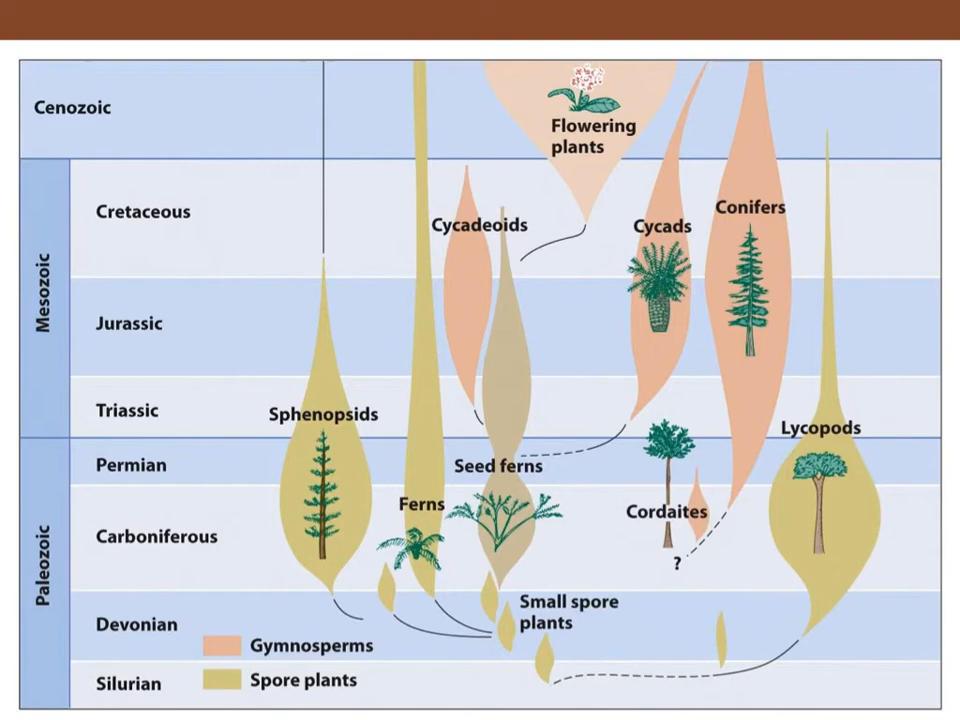 Cenozoic
Flowering
plants
Mesozoic
Cretaceous
Cycadeoids
Cycads
Conifers
Jurassic
Triassic
Sphenopsids
Lycopods
Paleozoic
Permian
Seed ferns
Ferns
Cordaites
Carboniferous
?
Devonian
Small spore
plants
Gymnosperms
Silurian
Spore plants